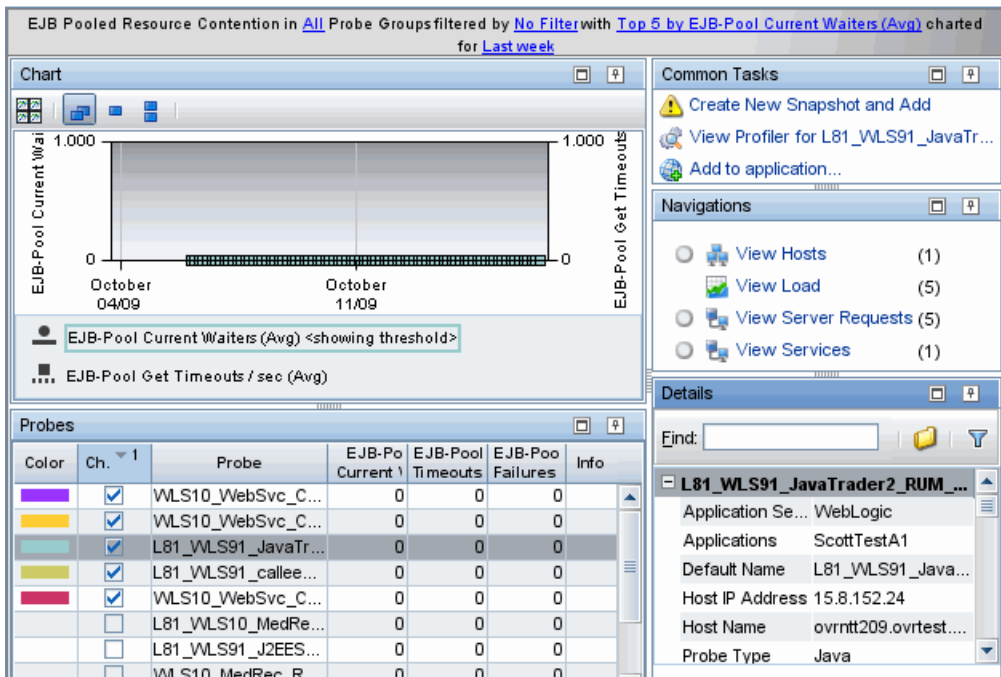 EJB Pooled Resource Contention in All Probe Groups filtered by No Filter with Top 5 by EJB-Pool Current Waiters (Avg) charted
for Last week
Chart
EJB-Pool Current Wai
1.000
0
1.000
0
EJB-Pool Get Timeouts
October
04/09
October
11/09
EJB-Pool Current Waiters (Avg) <showing threshold>
EJB-Pool Get Timeouts / sec (Avg)
Probes
Color Ch. 1 Probe EJB-Po Current EJB-Pool Timeouts EJB-Poo Failures Info
WLS10_WebSvc_C... 0 0 0
WLS10_WebSvc_C... 0 0 0
L81_WLS91_JavaTr... 0 0 0
L81_WLS91_callee... 0 0 0
WLS10_WebSvc_C... 0 0 0
L81_WLS10_MedRe... 0 0 0
L81_WLS91_J2EES... 0 0 0
WLS10_MedRec_R... 0 0 0
Common Tasks
Create New Snapshot and Add
View Profiler for L81_WLS91_JavaTr...
Add to application...
Navigations
View Hosts (1)
View Load (5)
View Server Requests (5)
View Services (1)
Details
Find:
L81_WLS91_JavaTrader2_RUM_...
Application Se... WebLogic
Applications ScottTestA1
Default Name L81_WLS91_Java...
Host IP Address 15.8.152.24
Host Name ovrntt209.ovrtest....
Probe Type Java